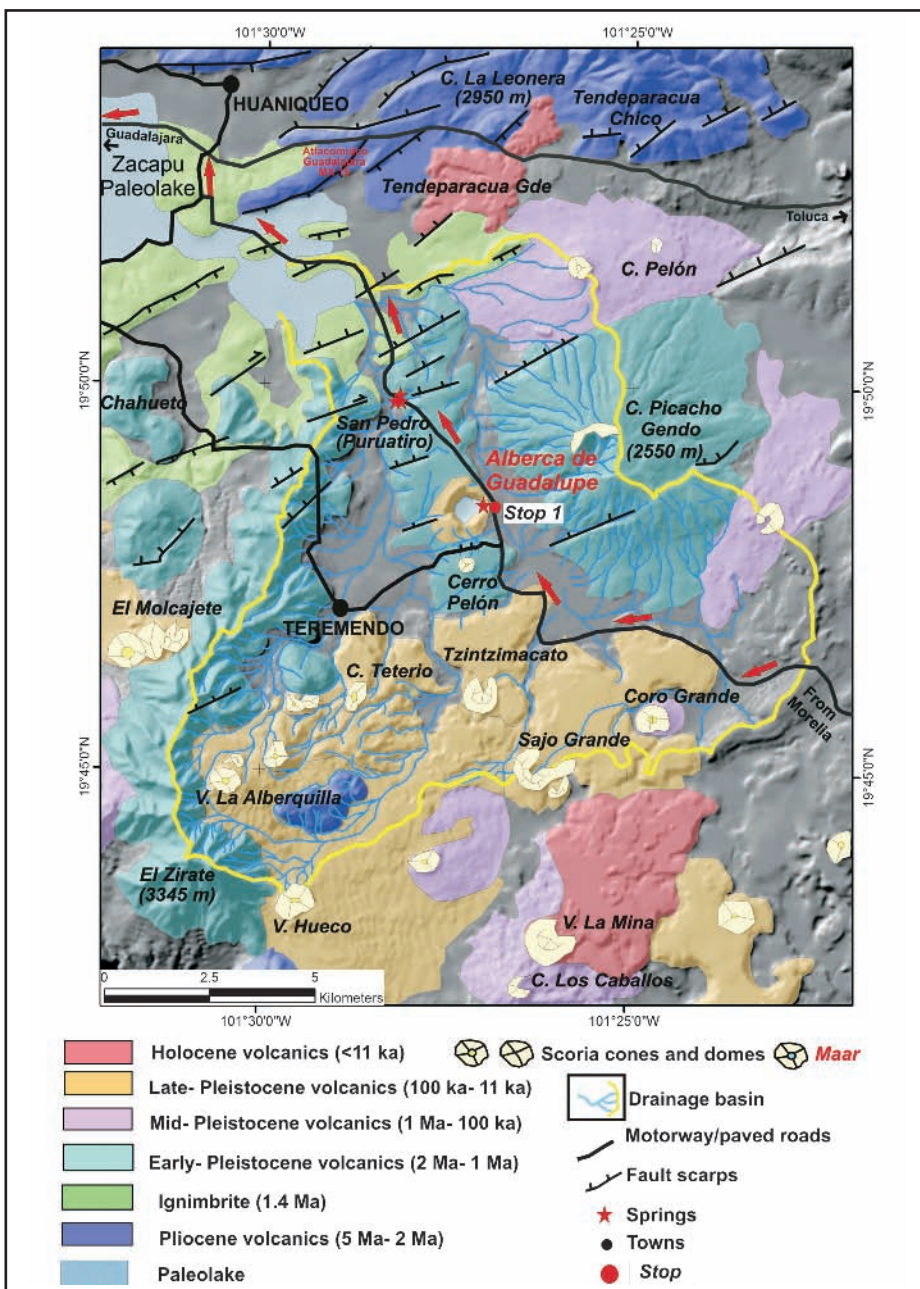 101°30'0"W
101°25'0"W
C. La Leonera
(2950 m)
HUANIQUEO
Tendeparacua
Chico
Guadalajara
Zacapu
Paleolake
Atlacomulco
Guadalajara
Tendeparacua Gde
Toluca
C. Pelón
19°50'0"N
19°50'0"N
Chahueto
San Pedro
(Puruatiro)
C. Picacho
Gendo
(2550 m)
Alberca de
Guadalupe
Stop 1
Cerro
Pelón
El Molcajete
TEREMENDO
Tzintzimacato
C. Teterio
Coro Grande
From
Morelia
Sajo Grande
19°45'0"N
19°45'0"N
V. La Alberquilla
El Zirate
(3345 m)
V. Hueco
V. La Mina
C. Los Caballos
0 2.5 5
Kilometers
101°30'0"W
101°25'0"W
Holocene volcanics (<11 ka)
Late- Pleistocene volcanics (100 ka- 11 ka)
Mid- Pleistocene volcanics (1 Ma- 100 ka)
Early- Pleistocene volcanics (2 Ma- 1 Ma)
Ignimbrite (1.4 Ma)
Pliocene volcanics (5 Ma- 2 Ma)
Paleolake
Scoria cones and domes
Maar
Drainage basin
Motorway/paved roads
Fault scarps
Springs
Towns
Stop